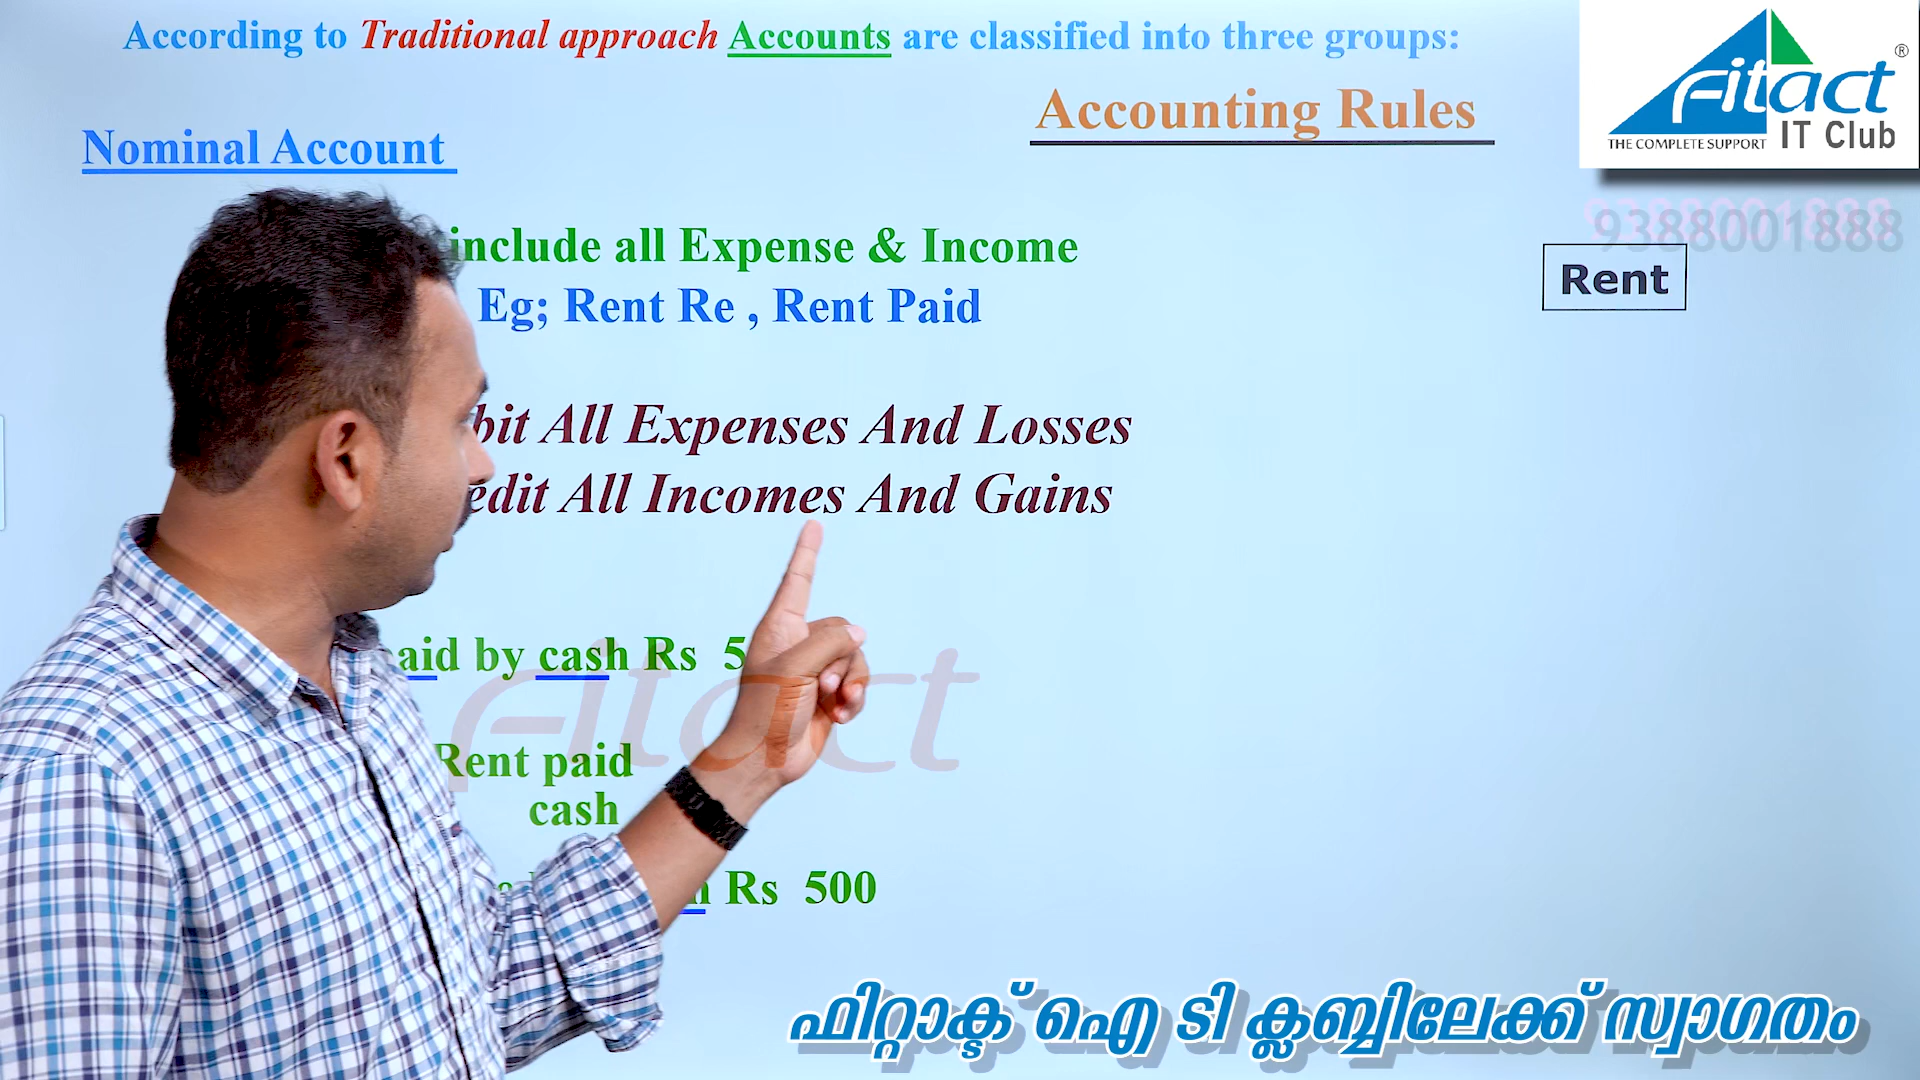 According to Traditional approach Accounts are classified into three groups:
Accounting Rules
Fitact ®
THE COMPLETE SUPPORT IT Club
Nominal Account
9388001888
include all Expense & Income
Rent
Eg; Rent Re , Rent Paid
bit All Expenses And Losses
edit All Incomes And Gains
aid by cash Rs 5
Fitact
Rent paid
cash
Rs 500
ഫിറ്റാക്ട് ഐ ടി ക്ലബ്ബിലേക്ക് സ്വാഗതം